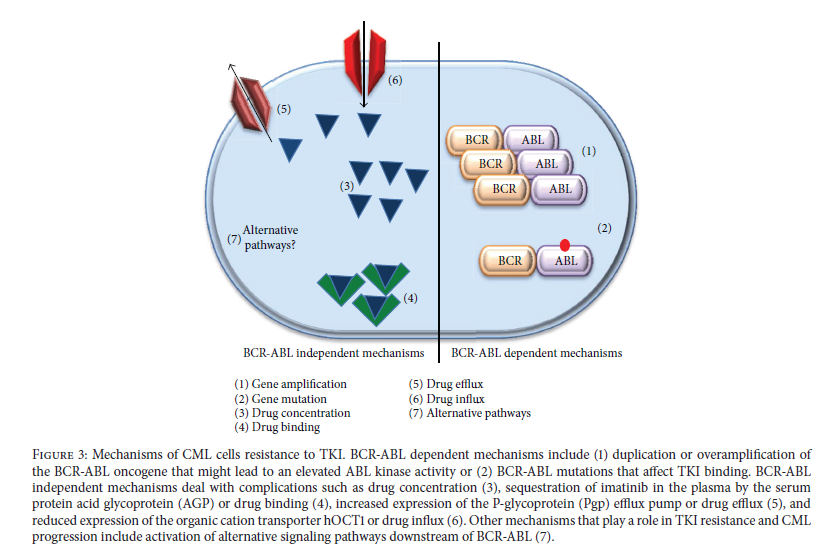 (6)
(5)
BCR ABL
(1)
BCR ABL
(3)
BCR ABL
(2)
Alternative
(7) pathways?
BCR ABL
(4)
BCR-ABL independent mechanisms BCR-ABL dependent mechanisms
(1) Gene amplification (5) Drug efflux
(2) Gene mutation (6) Drug influx
(3) Drug concentration (7) Alternative pathways
(4) Drug binding
Figure 3: Mechanisms of CML cells resistance to TKI. BCR-ABL dependent mechanisms include (1) duplication or overamplification of
the BCR-ABL oncogene that might lead to an elevated ABL kinase activity or (2) BCR-ABL mutations that affect TKI binding. BCR-ABL
independent mechanisms deal with complications such as drug concentration (3), sequestration of imatinib in the plasma by the serum
protein acid glycoprotein (AGP) or drug binding (4), increased expression of the P-glycoprotein (Pgp) efflux pump or drug efflux (5), and
reduced expression of the organic cation transporter hOCT1 or drug influx (6). Other mechanisms that play a role in TKI resistance and CML
progression include activation of alternative signaling pathways downstream of BCR-ABL (7).